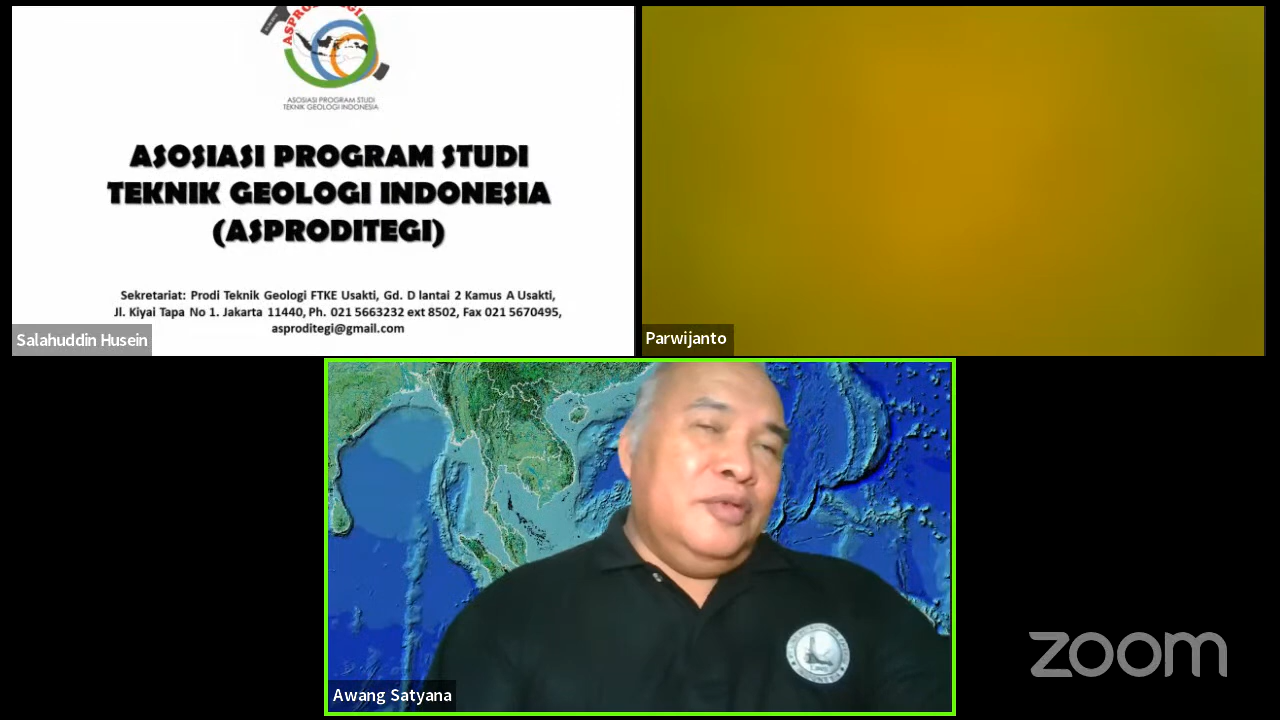 ASOSIASI PROGRAM STUDI
TEKNIK GEOLOGI INDONESIA
ASOSIASI PROGRAM STUDI
TEKNIK GEOLOGI INDONESIA
(ASPRODITEGI)
Sekretariat: Prodi Teknik Geologi FTKE Usakti, Gd. D lantai 2 Kamus A Usakti,
Jl. Kiyai Tapa No 1. Jakarta 11440, Ph. 021 5663232 ext 8502, Fax 021 5670495,
asproditegi@gmail.com
Salahuddin Husein
Parwijanto
Awang Satyana
zoom